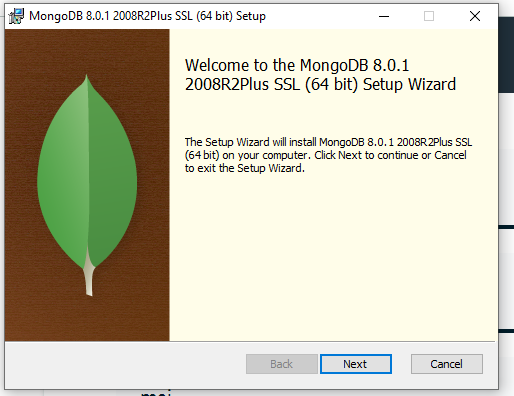 MongoDB 8.0.1 2008R2Plus SSL (64 bit) Setup
Welcome to the MongoDB 8.0.1
2008R2Plus SSL (64 bit) Setup Wizard
The Setup Wizard will install MongoDB 8.0.1 2008R2Plus SSL
(64 bit) on your computer. Click Next to continue or Cancel
to exit the Setup Wizard.
Back Next Cancel